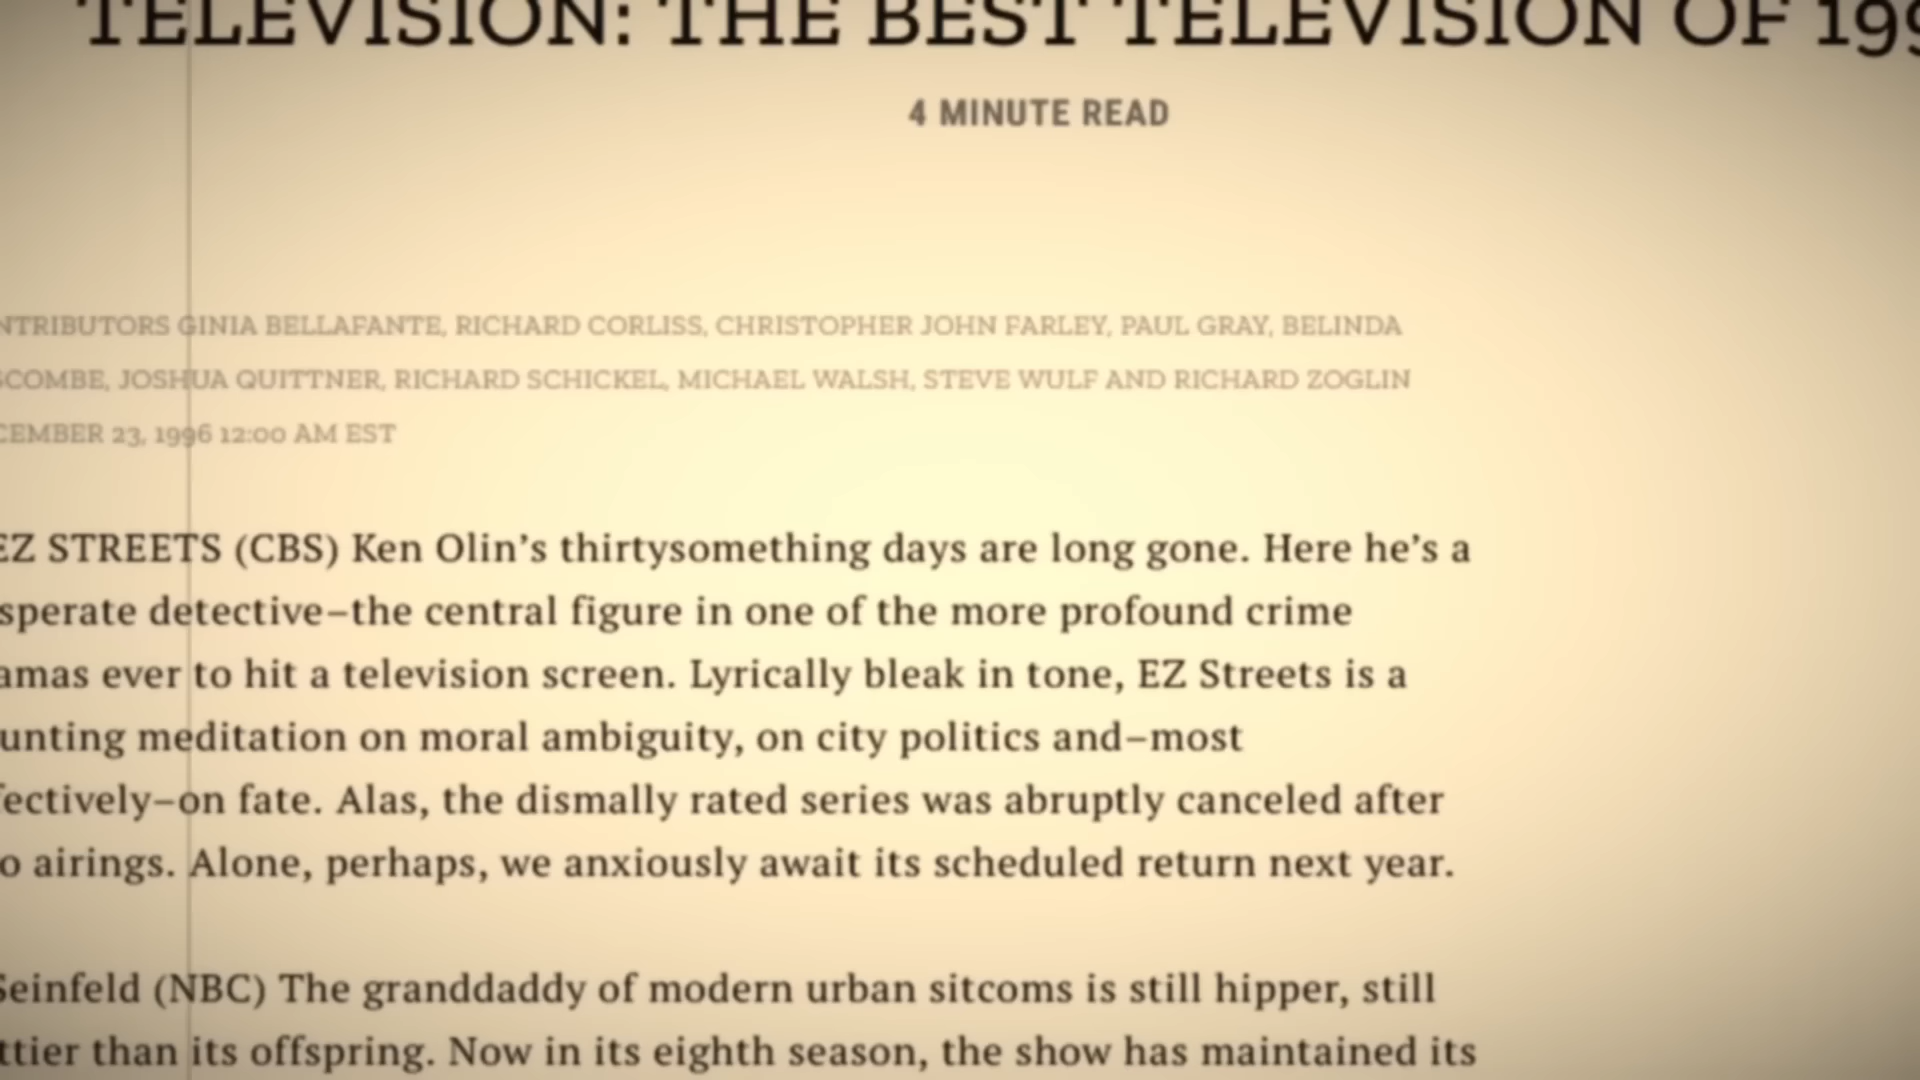 TELEVISION: THE BEST TELEVISION OF 199
4 MINUTE READ
NTRIBUTORS GINIA BELLAFANTE, RICHARD CORLISS, CHRISTOPHER JOHN FARLEY, PAUL GRAY, BELINDA
SCOMBE, JOSHUA QUITTNER, RICHARD SCHICKEL, MICHAEL WALSH, STEVE WULF AND RICHARD ZOGLIN
CEMBER 23, 1996 12:00 AM EST
EZ STREETS (CBS) Ken Olin’s thirtysomething days are long gone. Here he’s a
sperate detective–the central figure in one of the more profound crime
amas ever to hit a television screen. Lyrically bleak in tone, EZ Streets is a
unting meditation on moral ambiguity, on city politics and–most
fectively–on fate. Alas, the dismally rated series was abruptly canceled after
o airings. Alone, perhaps, we anxiously await its scheduled return next year.
Seinfeld (NBC) The granddaddy of modern urban sitcoms is still hipper, still
ttier than its offspring. Now in its eighth season, the show has maintained its